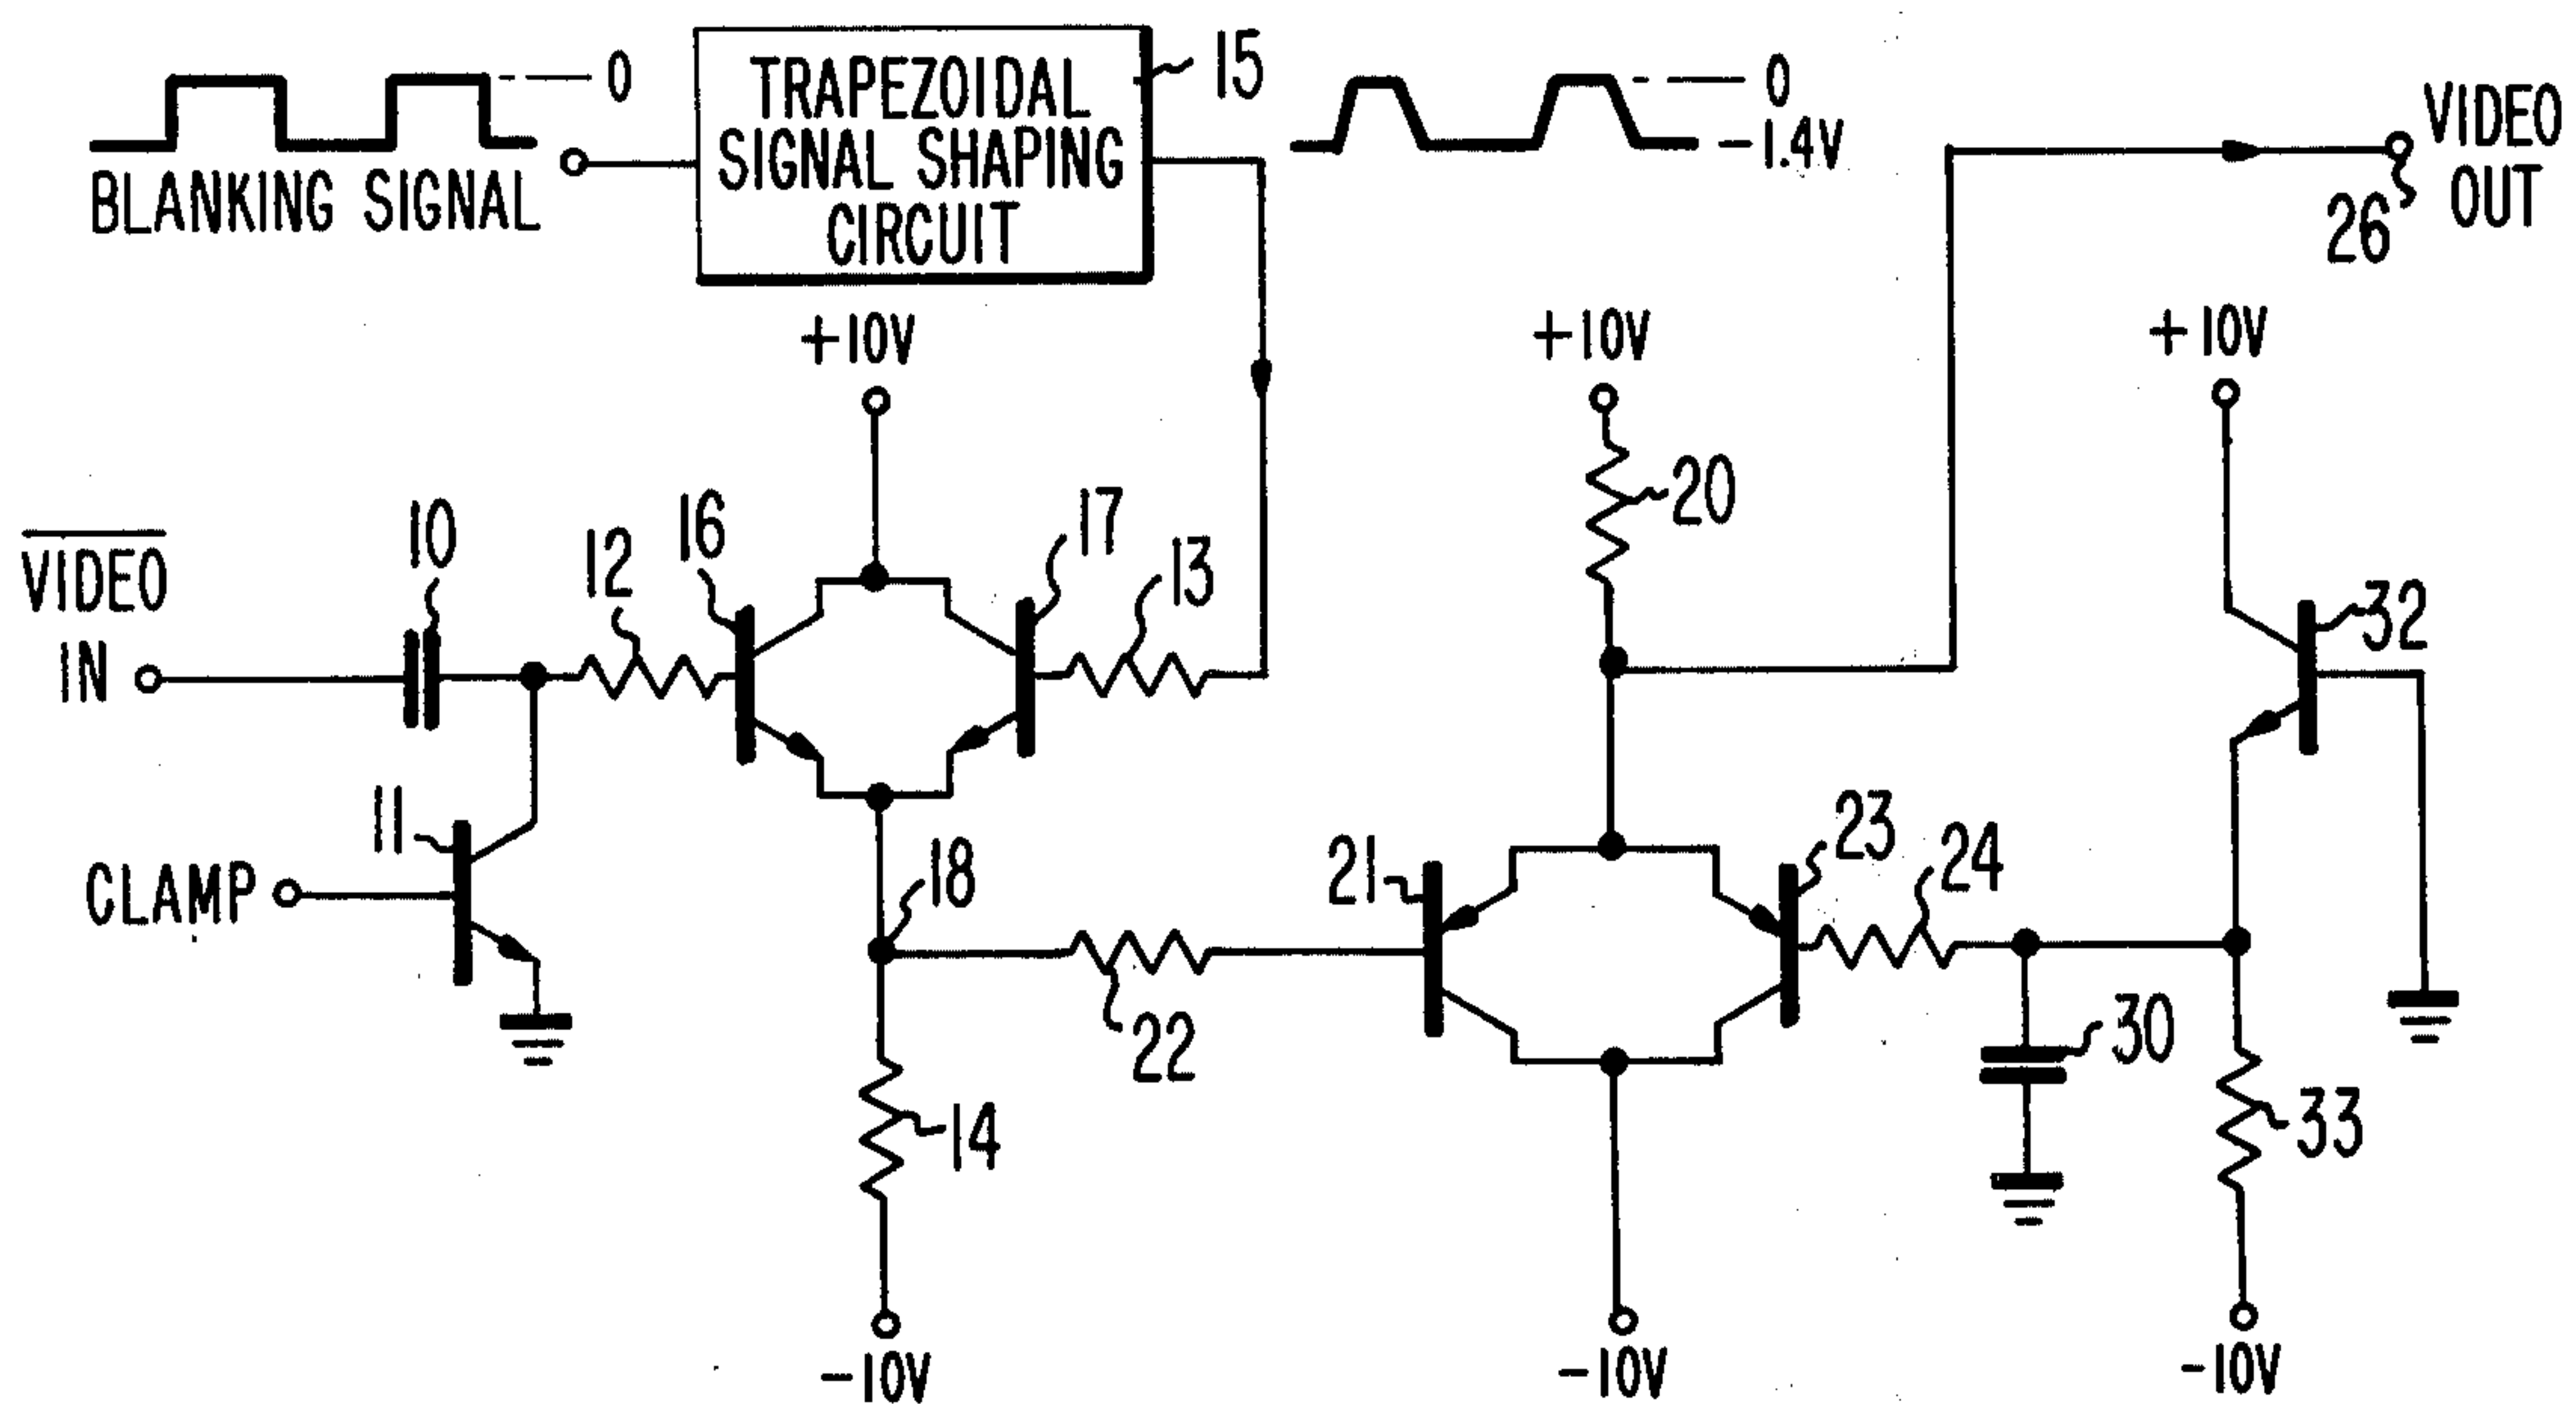 0
TRAPEZOIDAL
SIGNAL SHAPING
CIRCUIT
15
0
-1.4V
VIDEO
OUT
26
BLANKING SIGNAL
+10V
+10V
+10V
VIDEO
IN
10
12
16
17
13
20
32
11
CLAMP
18
21
23
24
22
30
14
33
-10V
-10V
-10V